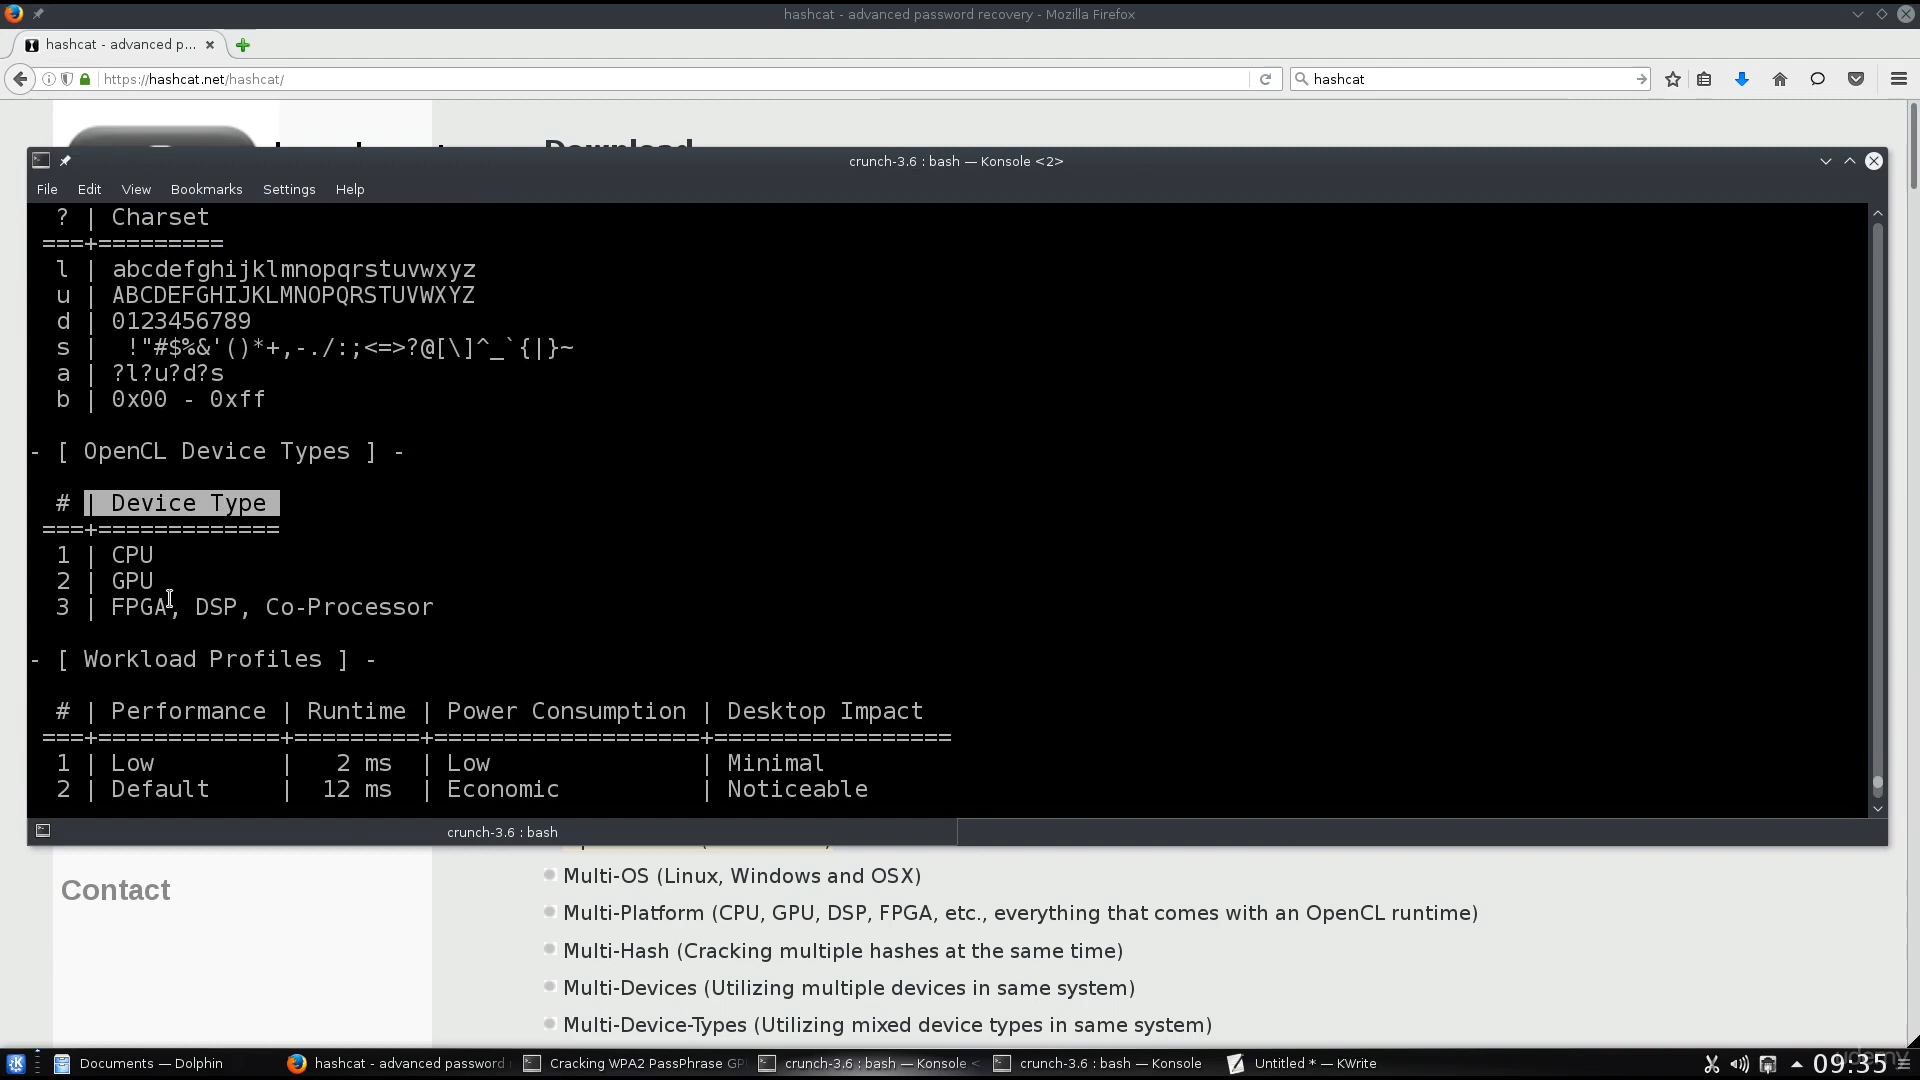 hashcat - advanced password recovery - Mozilla Firefox
hashcat - advanced p...
https://hashcat.net/hashcat/
hashcat
Download
crunch-3.6 : bash — Konsole <2>
File Edit View Bookmarks Settings Help
? | Charset
===+=========
l | abcdefghijklmnopqrstuvwxyz
u | ABCDEFGHIJKLMNOPQRSTUVWXYZ
d | 0123456789
s |  !"#$%&'()*+,-./:;<=>?@[\]^_`{|}~
a | ?l?u?d?s
b | 0x00 - 0xff
- [ OpenCL Device Types ] -
# | Device Type
===+=============
1 | CPU
2 | GPU
3 | FPGA, DSP, Co-Processor
- [ Workload Profiles ] -
# | Performance | Runtime | Power Consumption | Desktop Impact
===+=============+=========+===================+=================
1 | Low         |   2 ms  | Low               | Minimal
2 | Default     |  12 ms  | Economic          | Noticeable
crunch-3.6 : bash
Contact
Multi-OS (Linux, Windows and OSX)
Multi-Platform (CPU, GPU, DSP, FPGA, etc., everything that comes with an OpenCL runtime)
Multi-Hash (Cracking multiple hashes at the same time)
Multi-Devices (Utilizing multiple devices in same system)
Multi-Device-Types (Utilizing mixed device types in same system)
Documents — Dolphin
hashcat - advanced password
Cracking WPA2 PassPhrase GP
crunch-3.6 : bash — Konsole <
crunch-3.6 : bash — Konsole
Untitled * — KWrite
09:35
udemy